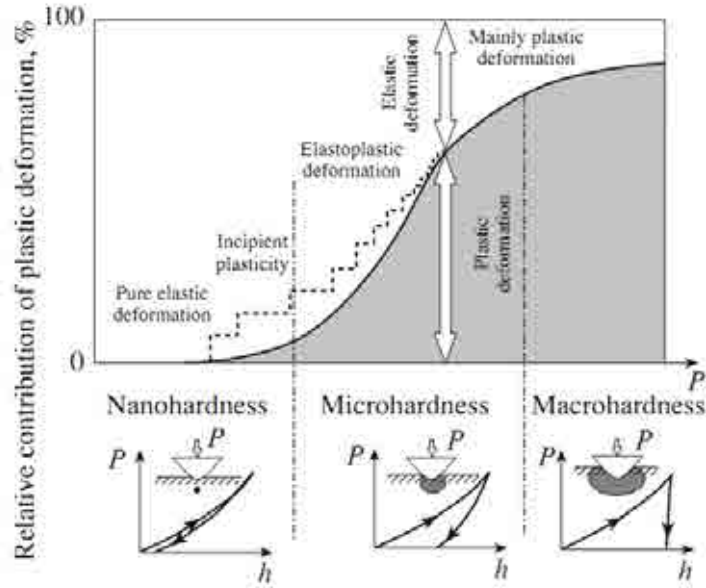 Relative contribution of plastic deformation, %
100
0
Pure elastic
deformation
Incipient
plasticity
Elastoplastic
deformation
Elastic
deformation
Plastic
deformation
Mainly plastic
deformation
P
Nanohardness
Microhardness
Macrohardness
P
P
h
P
P
h
P
P
h